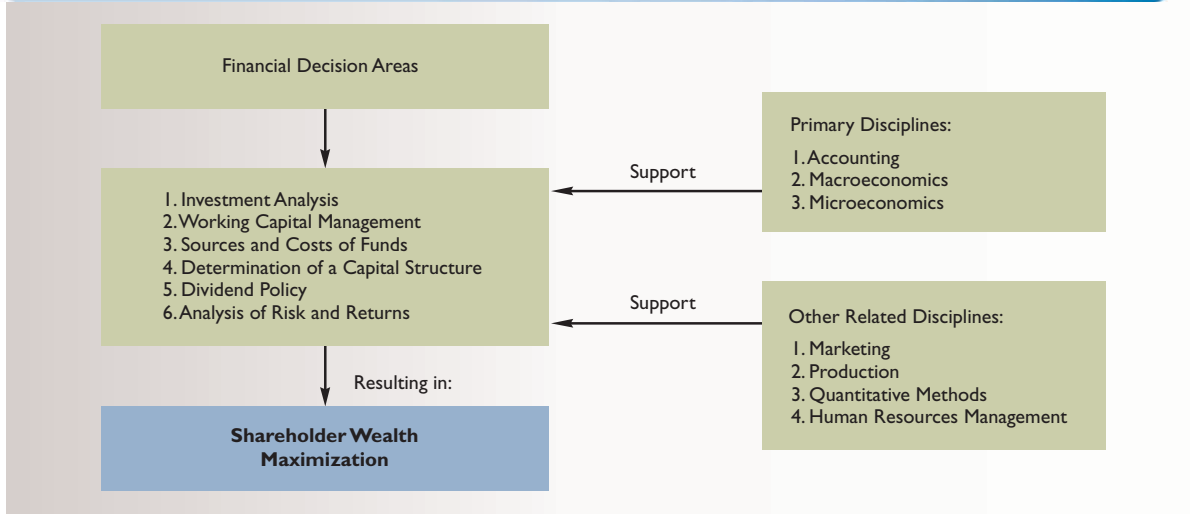 Financial Decision Areas
1. Investment Analysis
2. Working Capital Management
3. Sources and Costs of Funds
4. Determination of a Capital Structure
5. Dividend Policy
6. Analysis of Risk and Returns
Resulting in:
Shareholder Wealth
Maximization
Support
Primary Disciplines:
1. Accounting
2. Macroeconomics
3. Microeconomics
Support
Other Related Disciplines:
1. Marketing
2. Production
3. Quantitative Methods
4. Human Resources Management